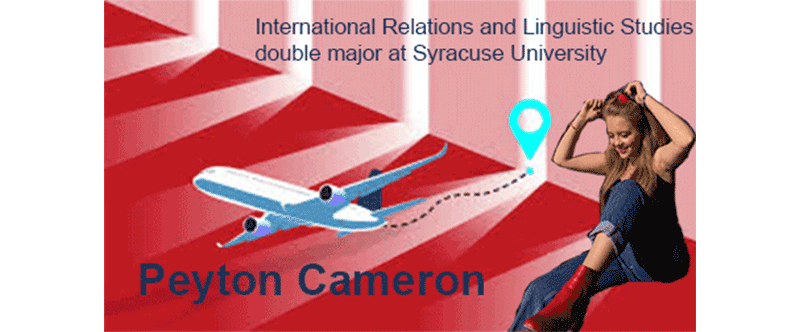 International Relations and Linguistic Studies
double major at Syracuse University
Peyton Cameron